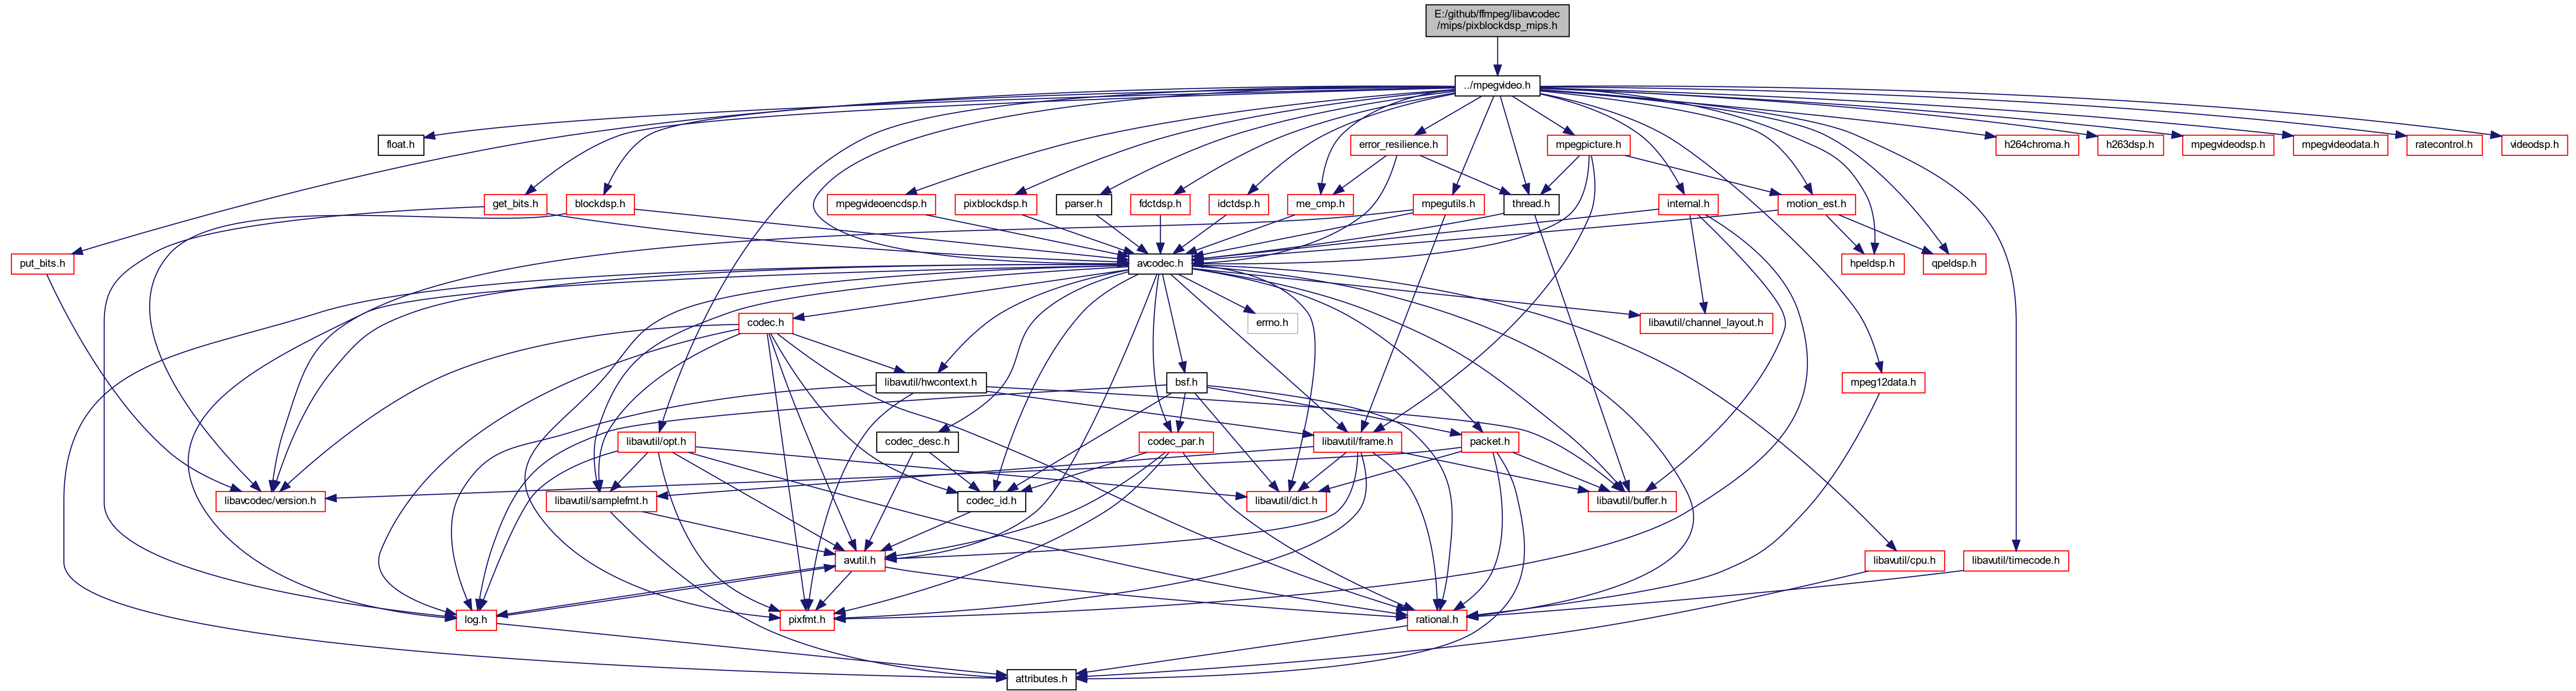 E:/github/ffmpeg/libavcodec
/mips/pixblockdsp_mips.h
../mpegvideo.h
float.h
error_resilience.h
mpegpicture.h
h264chroma.h
h263dsp.h
mpegvideodsp.h
mpegvideodata.h
ratecontrol.h
videodsp.h
get_bits.h
blockdsp.h
mpegvideoencdsp.h
pixblockdsp.h
parser.h
fdctdsp.h
idctdsp.h
me_cmp.h
mpegutils.h
thread.h
internal.h
motion_est.h
put_bits.h
avcodec.h
hpeldsp.h
qpeldsp.h
codec.h
errno.h
libavutil/channel_layout.h
libavutil/hwcontext.h
bsf.h
mpeg12data.h
libavutil/opt.h
codec_desc.h
codec_par.h
libavutil/frame.h
packet.h
libavcodec/version.h
libavutil/samplefmt.h
codec_id.h
libavutil/dict.h
libavutil/buffer.h
avutil.h
libavutil/cpu.h
libavutil/timecode.h
log.h
pixfmt.h
rational.h
attributes.h